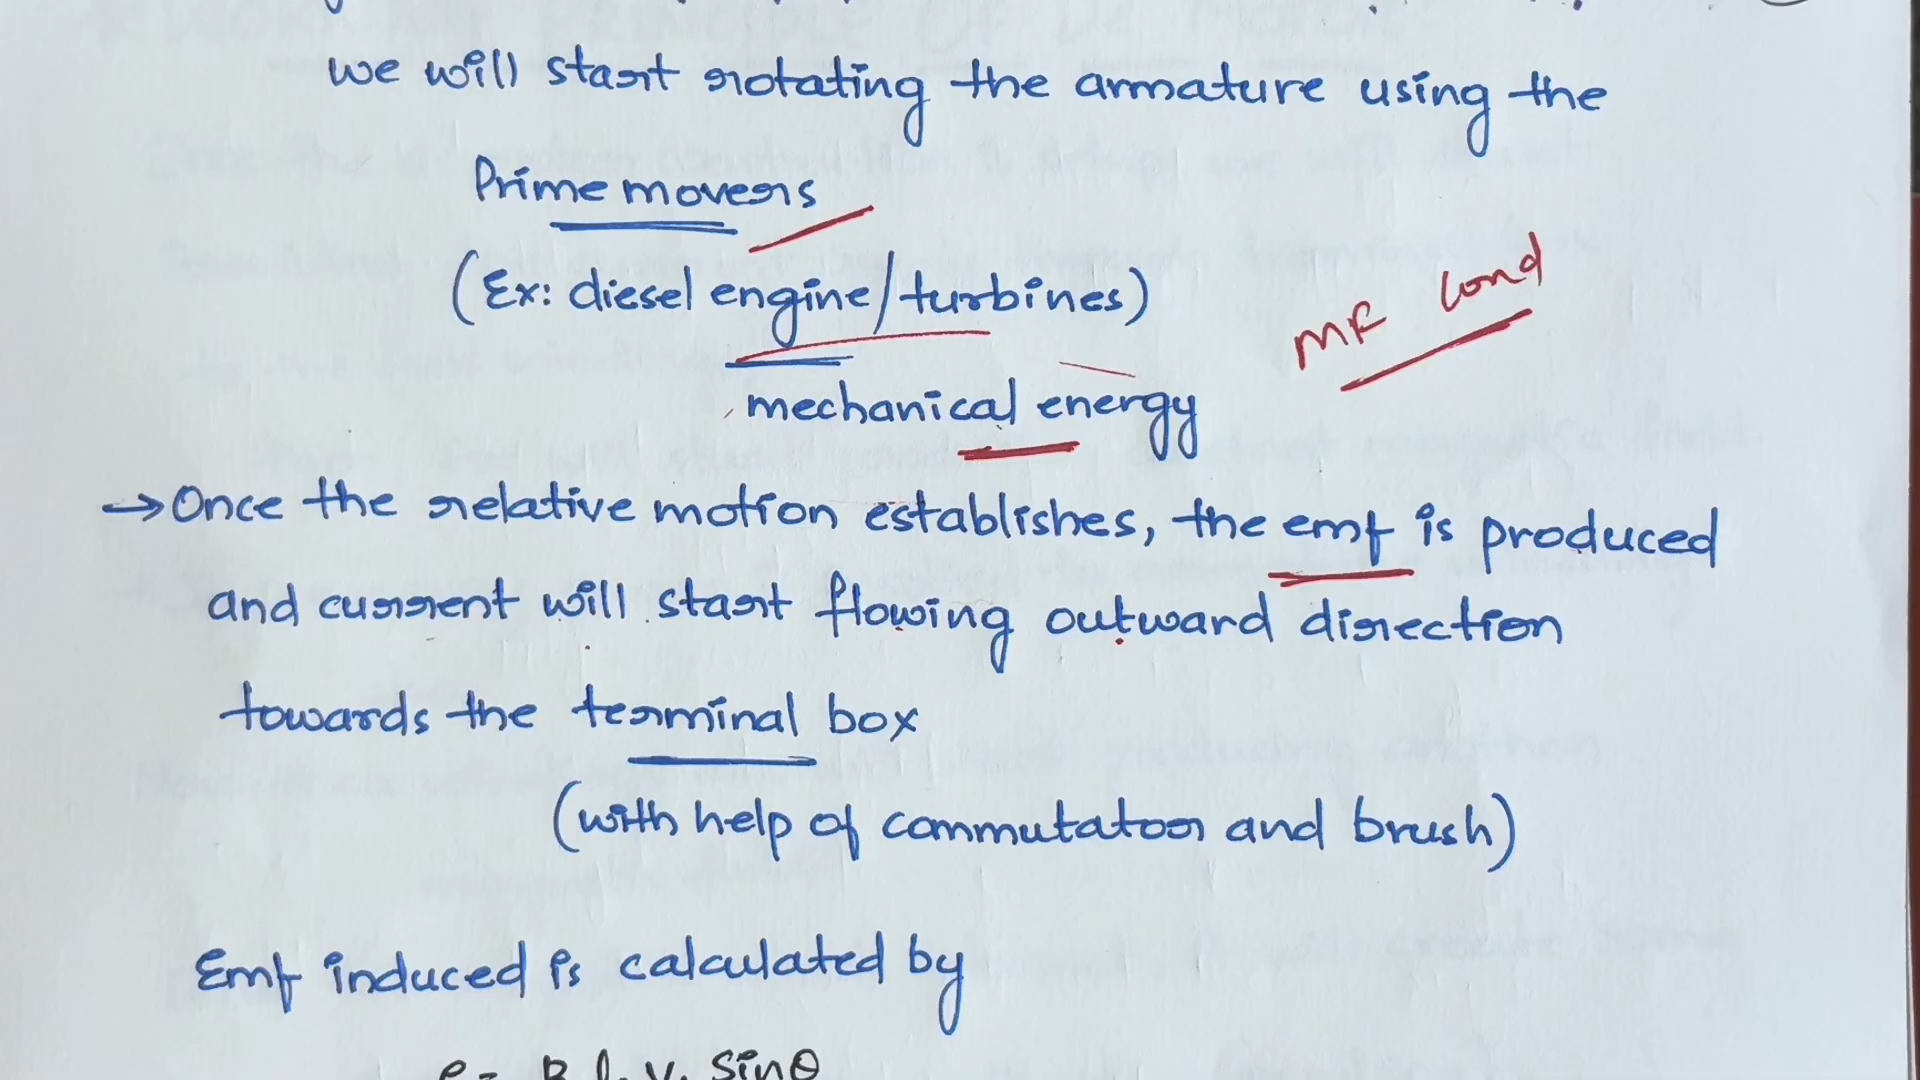 we will start rotating the armature using the
Prime movers
(Ex: diesel engine/turbines)
MF Cond
mechanical energy
→Once the relative motion establishes, the emf is produced
and current will start flowing outward direction
towards the terminal box
(with help of commutator and brush)
Emf induced is calculated by
e = B.l.v. sinθ